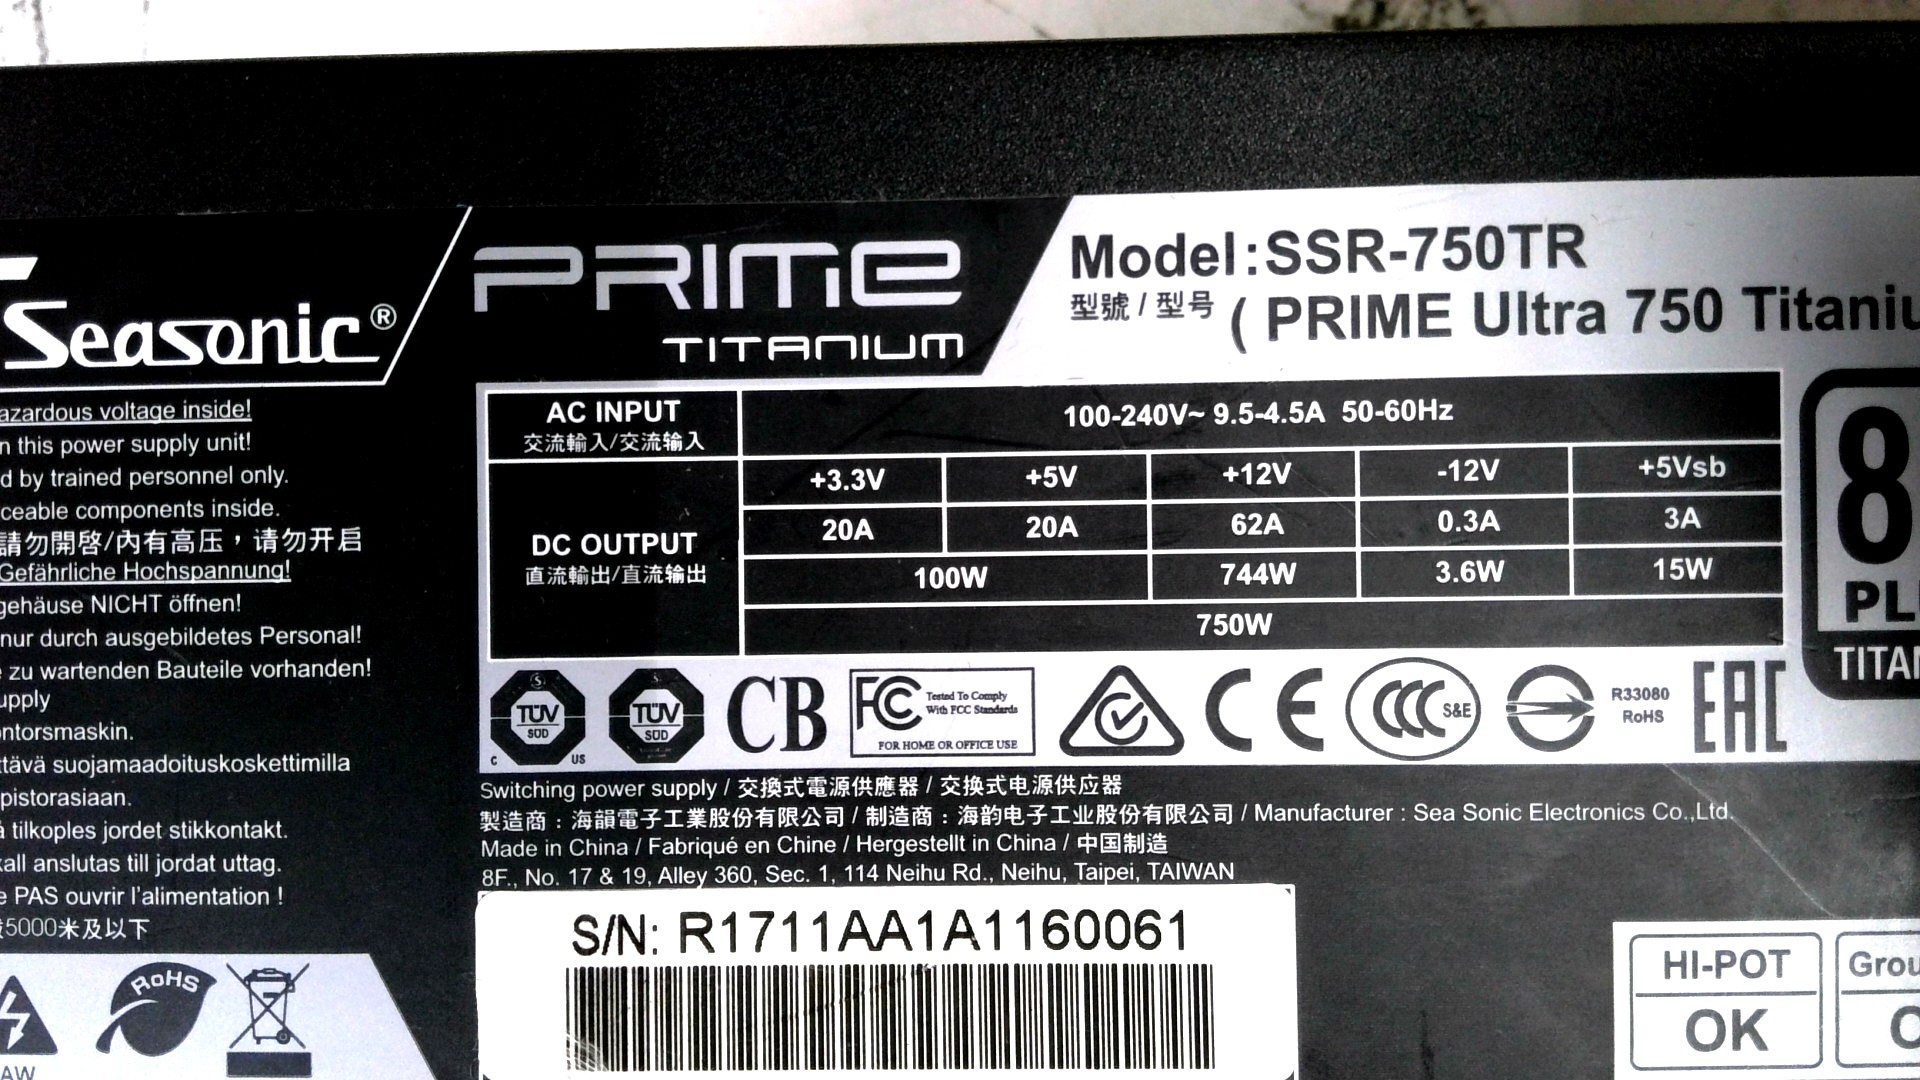 Seasonic®
PRIME
TITANIUM
Model:SSR-750TR
型號 / 型号 ( PRIME Ultra 750 Titaniu
azardous voltage inside!
n this power supply unit!
d by trained personnel only.
ceable components inside.
請勿開啓/內有高压，请勿开启
Gefährliche Hochspannung!
gehäuse NICHT öffnen!
nur durch ausgebildetes Personal!
e zu wartenden Bauteile vorhanden!
upply
ontorsmaskin.
ttävä suojamaadoituskoskettimilla
pistorasiaan.
å tilkoples jordet stikkontakt.
kall anslutas till jordat uttag.
e PAS ouvrir l'alimentation !
5000米及以下
RoHS
AW
AC INPUT 100-240V~ 9.5-4.5A 50-60Hz
交流輸入/交流输入
+3.3V +5V +12V -12V +5Vsb
20A 20A 62A 0.3A 3A
DC OUTPUT
直流輸出/直流输出
100W 744W 3.6W 15W
750W
8
PL
TITAN
TÜV SÜD
C US
TÜV SÜD
CB
FC Tested To Comply
With FCC Standards
FOR HOME OR OFFICE USE
CE
CCC S&E
R33080
RoHS
EAC
Switching power supply / 交換式電源供應器 / 交换式电源供应器
製造商 : 海韻電子工業股份有限公司 / 制造商 : 海韵电子工业股份有限公司 / Manufacturer : Sea Sonic Electronics Co.,Ltd.
Made in China / Fabriqué en Chine / Hergestellt in China / 中国制造
8F., No. 17 & 19, Alley 360, Sec. 1, 114 Neihu Rd., Neihu, Taipei, TAIWAN
S/N: R1711AA1A1160061
HI-POT
OK
Grou
O